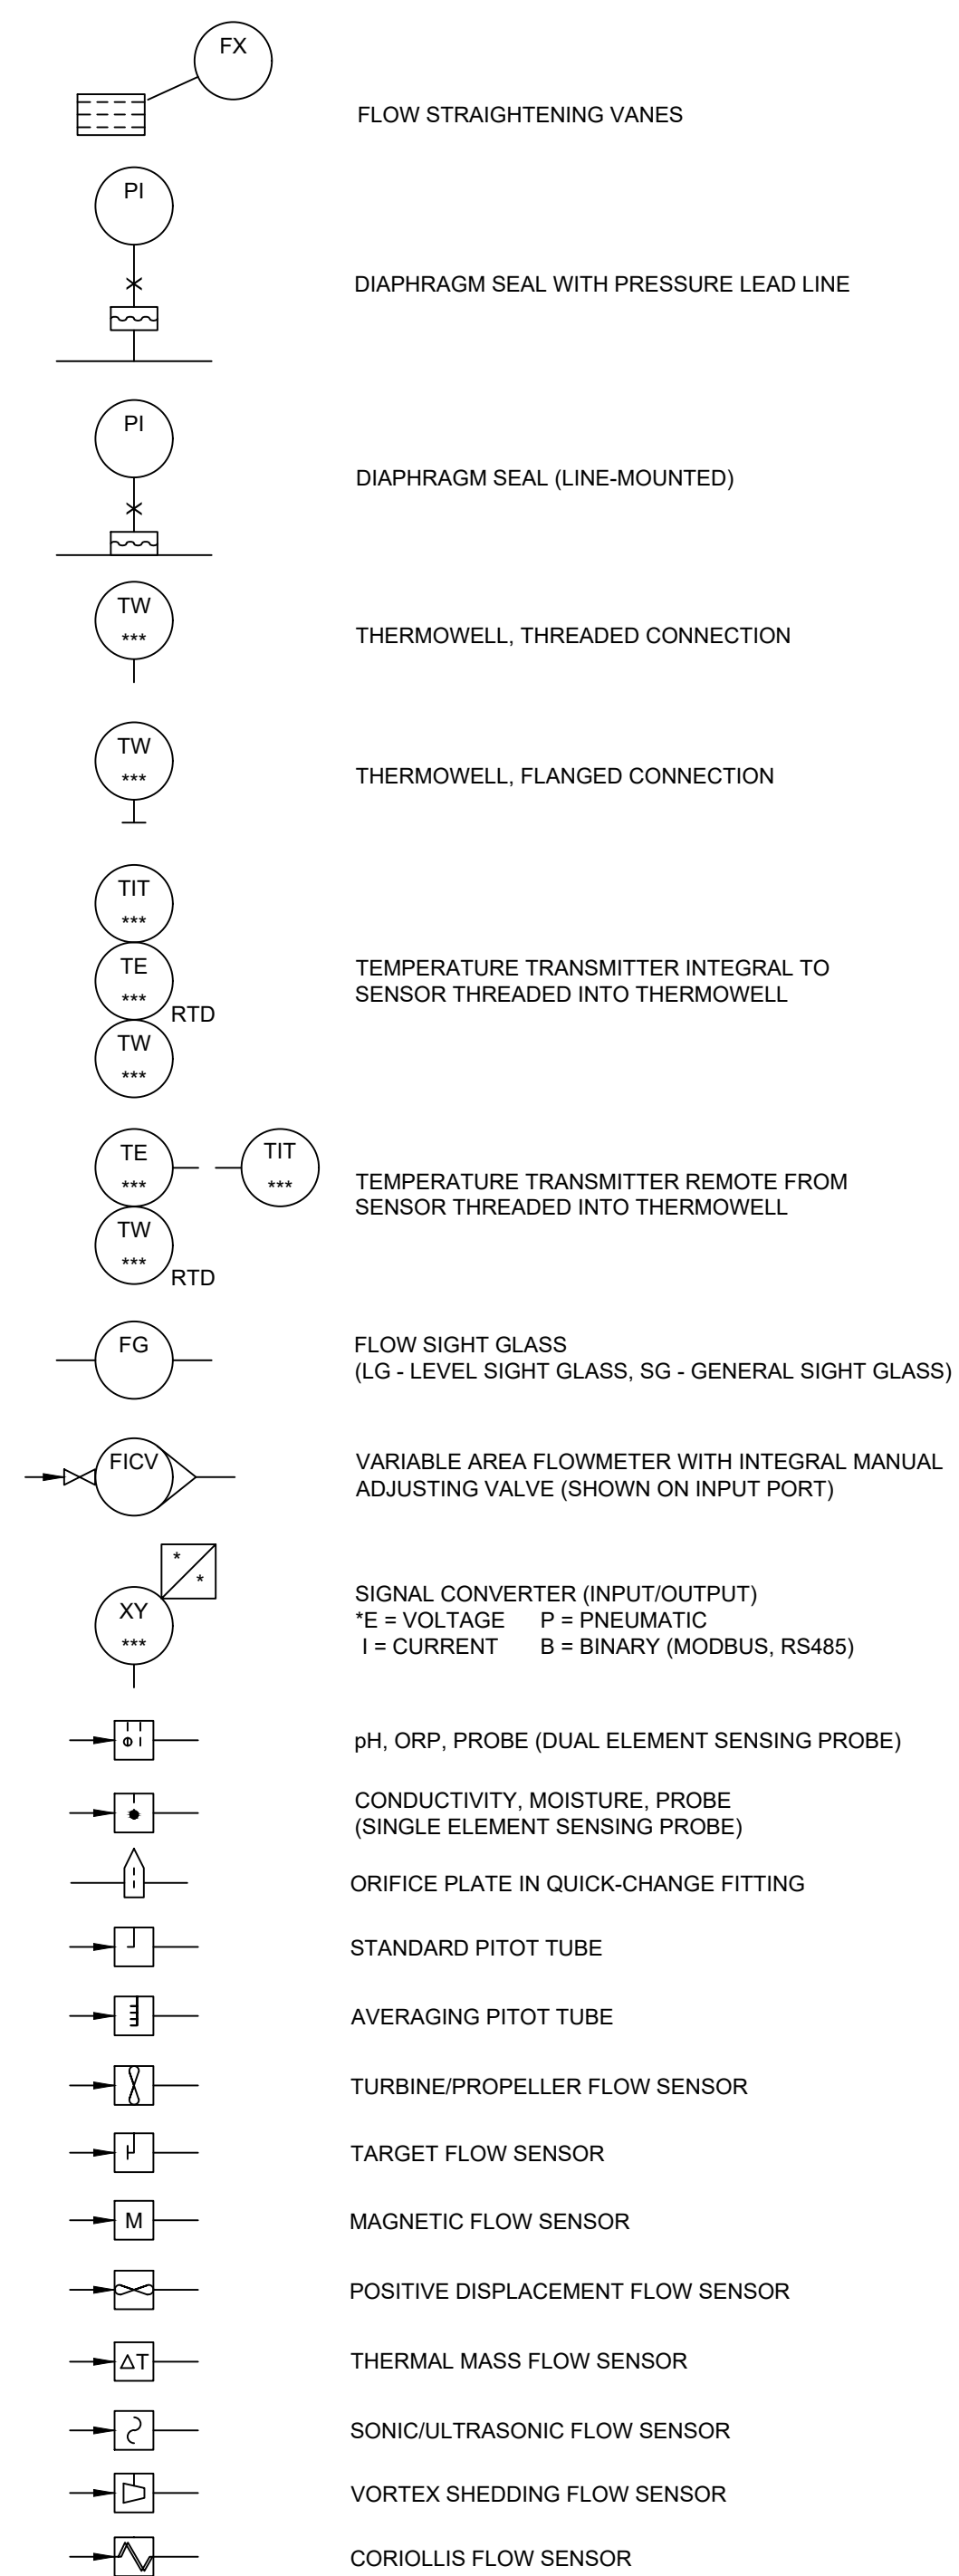 FX
FLOW STRAIGHTENING VANES
PI
DIAPHRAGM SEAL WITH PRESSURE LEAD LINE
PI
DIAPHRAGM SEAL (LINE-MOUNTED)
TW
***
THERMOWELL, THREADED CONNECTION
TW
***
THERMOWELL, FLANGED CONNECTION
TIT
***
TE
***
RTD
TW
***
TEMPERATURE TRANSMITTER INTEGRAL TO
SENSOR THREADED INTO THERMOWELL
TE
***
TIT
***
TW
***
RTD
TEMPERATURE TRANSMITTER REMOTE FROM
SENSOR THREADED INTO THERMOWELL
FG
FLOW SIGHT GLASS
(LG - LEVEL SIGHT GLASS, SG - GENERAL SIGHT GLASS)
FICV
VARIABLE AREA FLOWMETER WITH INTEGRAL MANUAL
ADJUSTING VALVE (SHOWN ON INPUT PORT)
*
*
XY
***
SIGNAL CONVERTER (INPUT/OUTPUT)
*E = VOLTAGE P = PNEUMATIC
I = CURRENT B = BINARY (MODBUS, RS485)
pH, ORP, PROBE (DUAL ELEMENT SENSING PROBE)
CONDUCTIVITY, MOISTURE, PROBE
(SINGLE ELEMENT SENSING PROBE)
ORIFICE PLATE IN QUICK-CHANGE FITTING
STANDARD PITOT TUBE
AVERAGING PITOT TUBE
TURBINE/PROPELLER FLOW SENSOR
TARGET FLOW SENSOR
M
MAGNETIC FLOW SENSOR
POSITIVE DISPLACEMENT FLOW SENSOR
ΔT
THERMAL MASS FLOW SENSOR
SONIC/ULTRASONIC FLOW SENSOR
VORTEX SHEDDING FLOW SENSOR
CORIOLLIS FLOW SENSOR